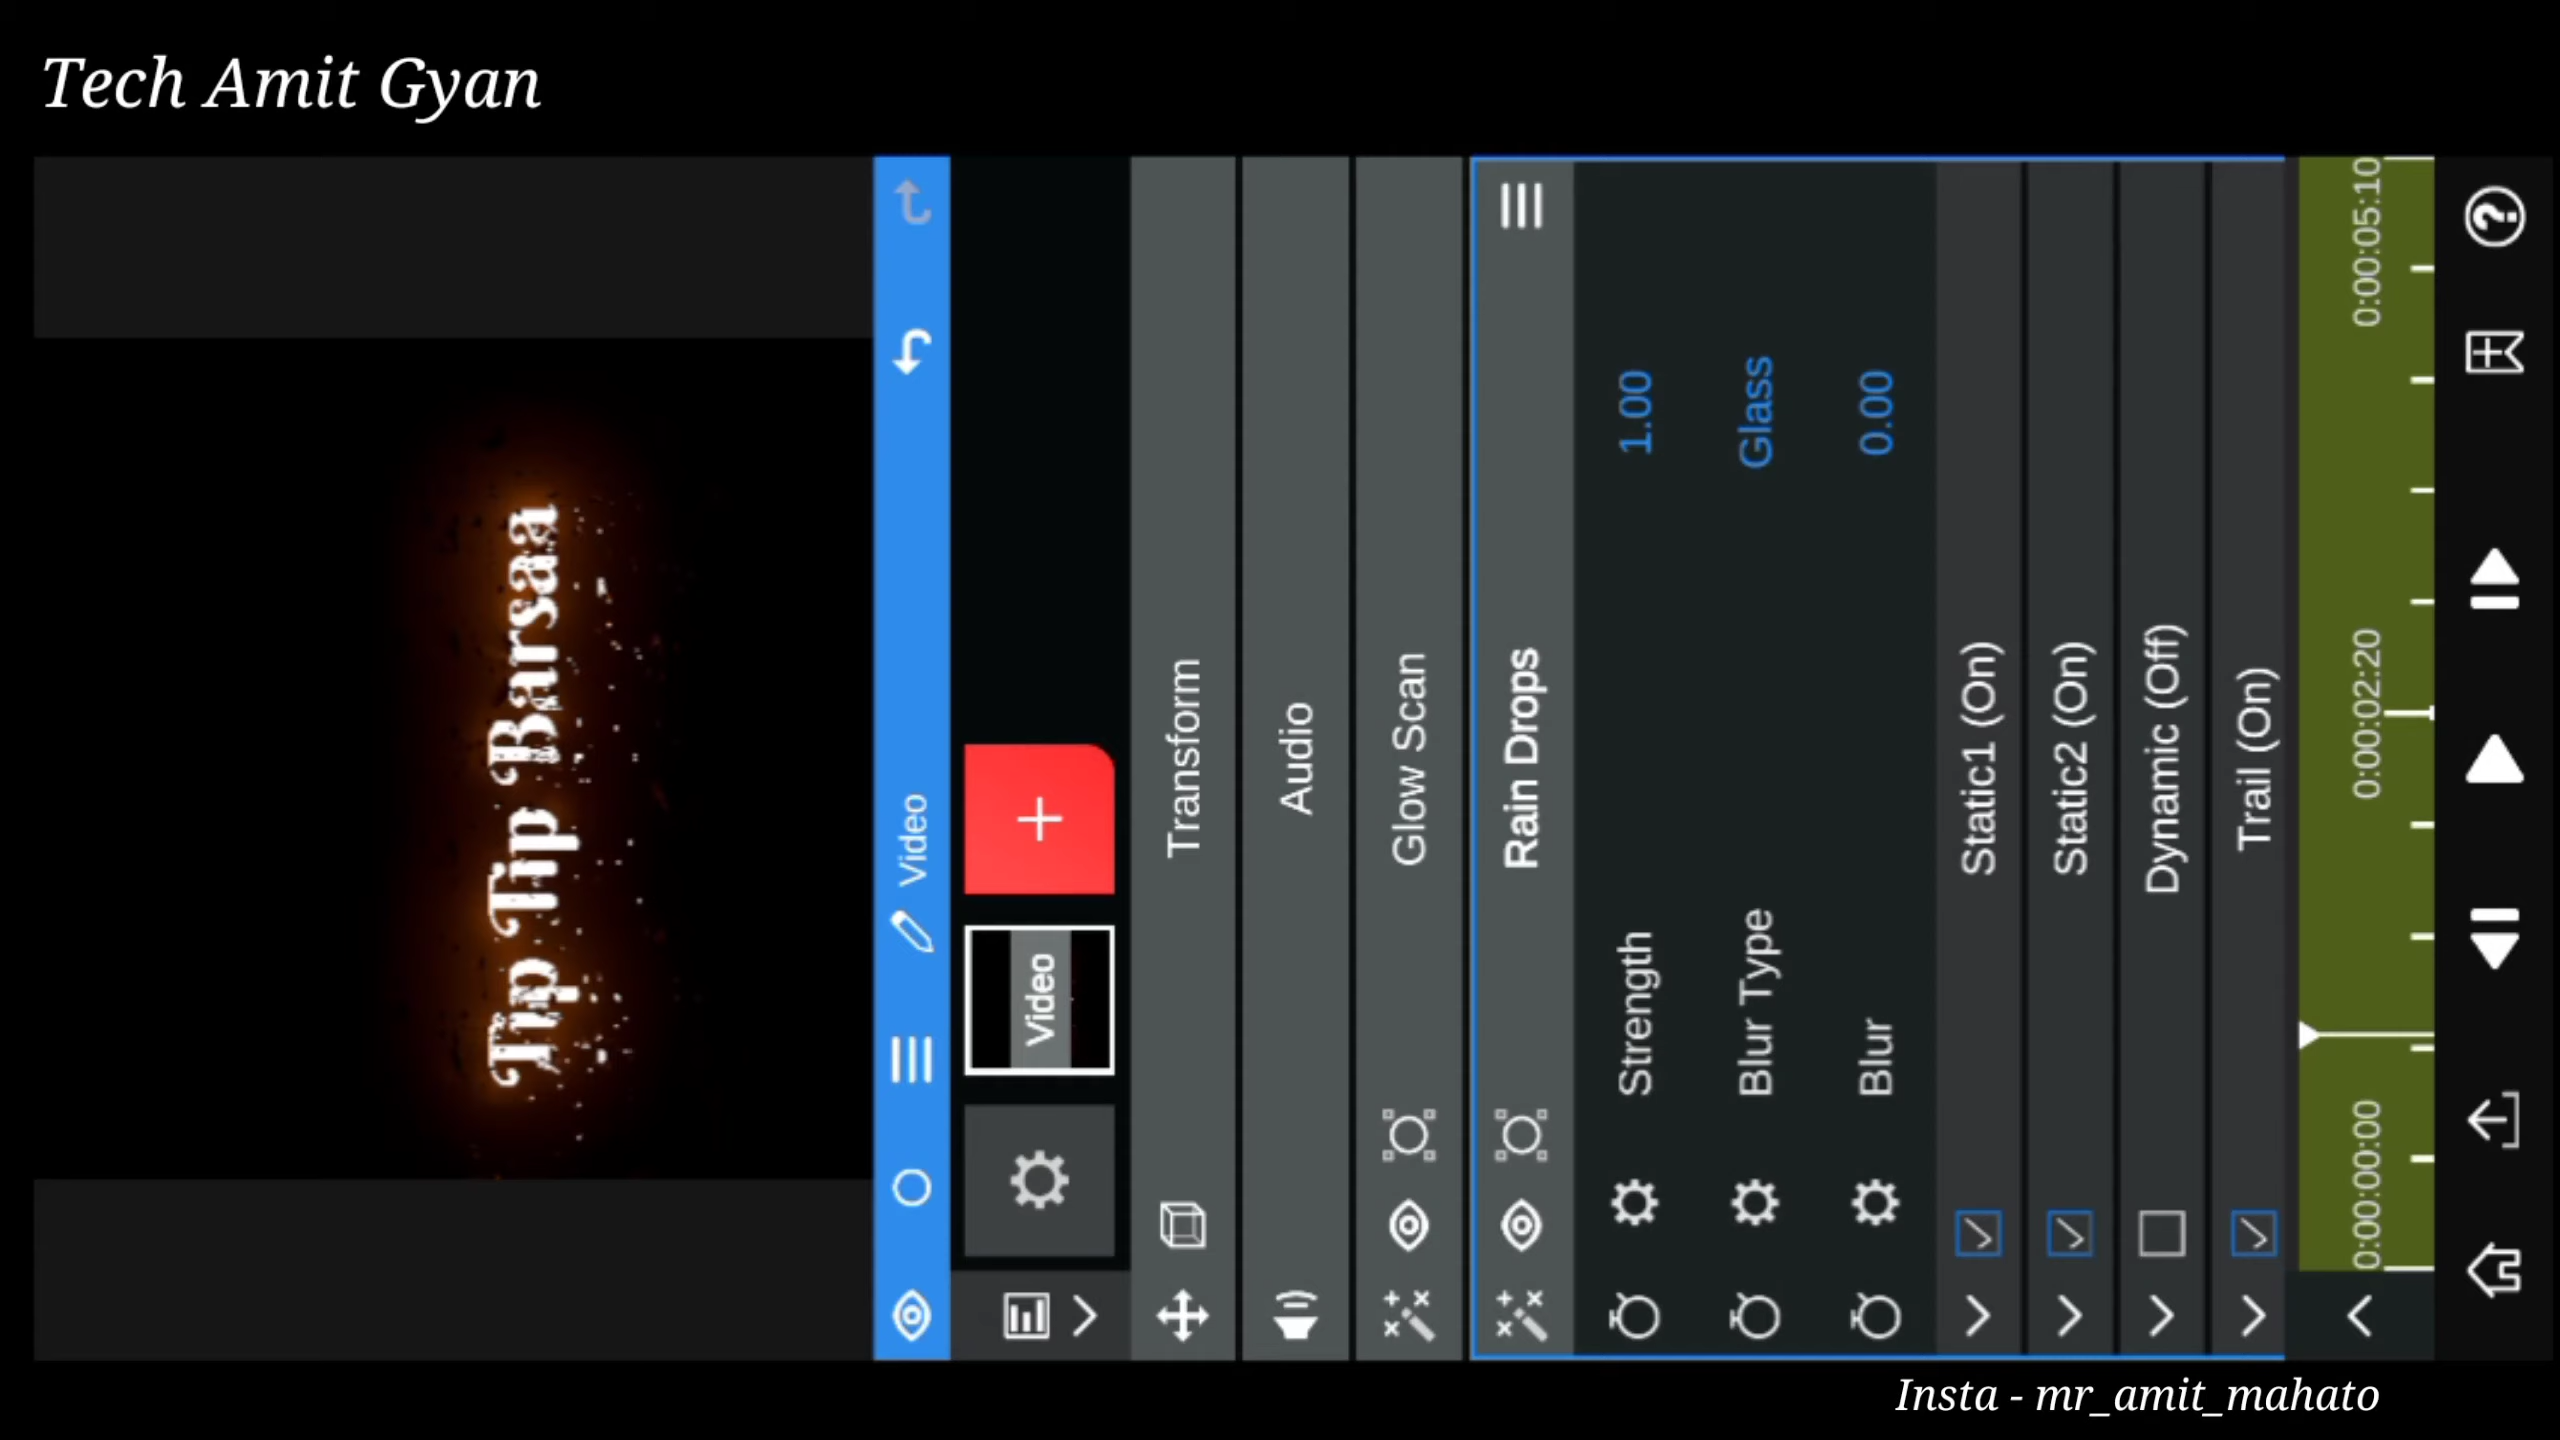 Tech Amit Gyan
Tip Tip Barsaa
Video
Video
Transform
Audio
Glow Scan
Rain Drops
Strength 1.00
Blur Type Glass
Blur 0.00
Static1 (On)
Static2 (On)
Dynamic (Off)
Trail (On)
0:00:00:00 0:00:02:20 0:00:05:10
Insta - mr_amit_mahato